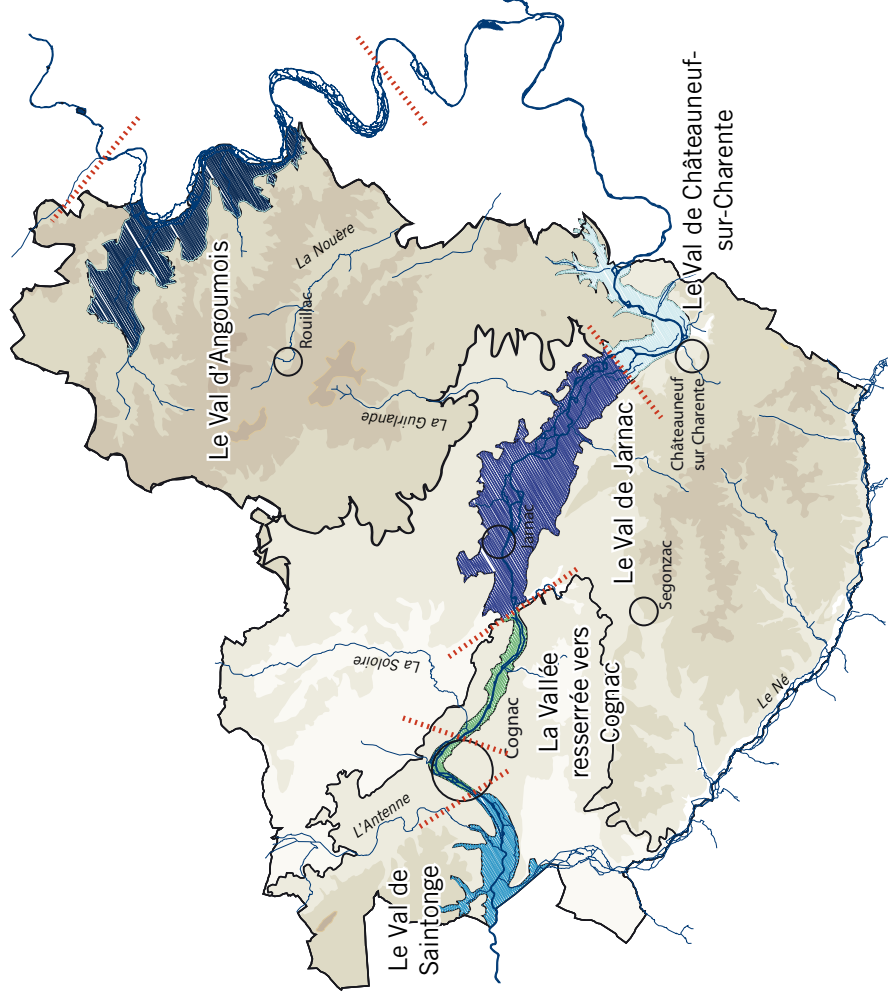 Le Val d'Angoumois
La Nouère
Rouillac
La Guirlande
Le Val de Châteauneuf-
sur-Charente
Châteauneuf
sur Charente
Le Val de Jarnac
Jarnac
Segonzac
La Soloire
La Vallée
resserrée vers
Cognac
Cognac
Le Né
L'Antenne
Le Val de
Saintonge